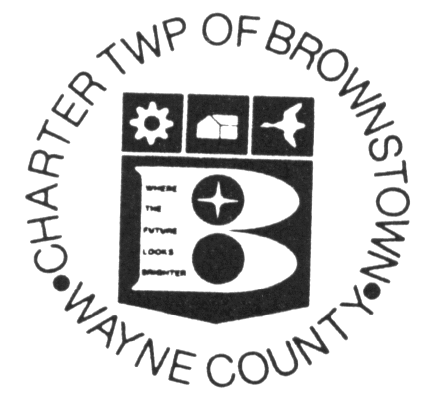 CHARTER TWP OF BROWNSTOWN
WHERE
THE
FUTURE
LOOKS
BRIGHTER
•WAYNE COUNTY•